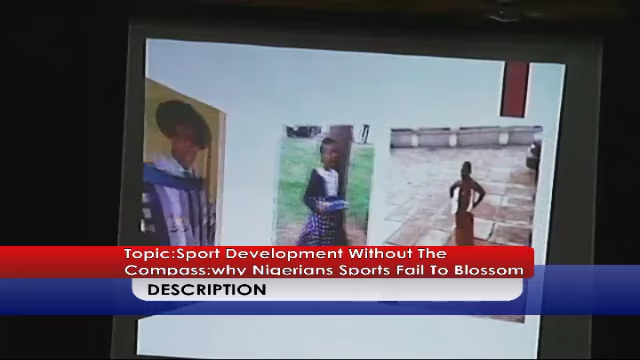 Topic:Sport Development Without The
Compass:why Nigerians Sports Fail To Blossom
DESCRIPTION